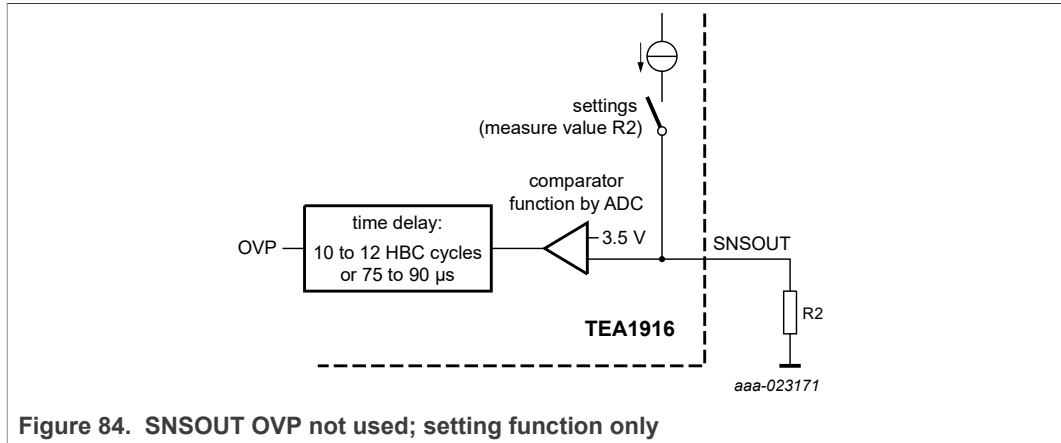 settings
(measure value R2)
comparator
function by ADC
time delay:
10 to 12 HBC cycles
or 75 to 90 µs
OVP
3.5 V
SNSOUT
R2
TEA1916
aaa-023171
Figure 84. SNSOUT OVP not used; setting function only